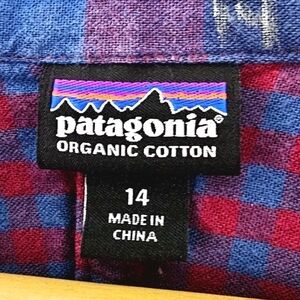 patagonia®
ORGANIC COTTON
14
MADE IN
CHINA